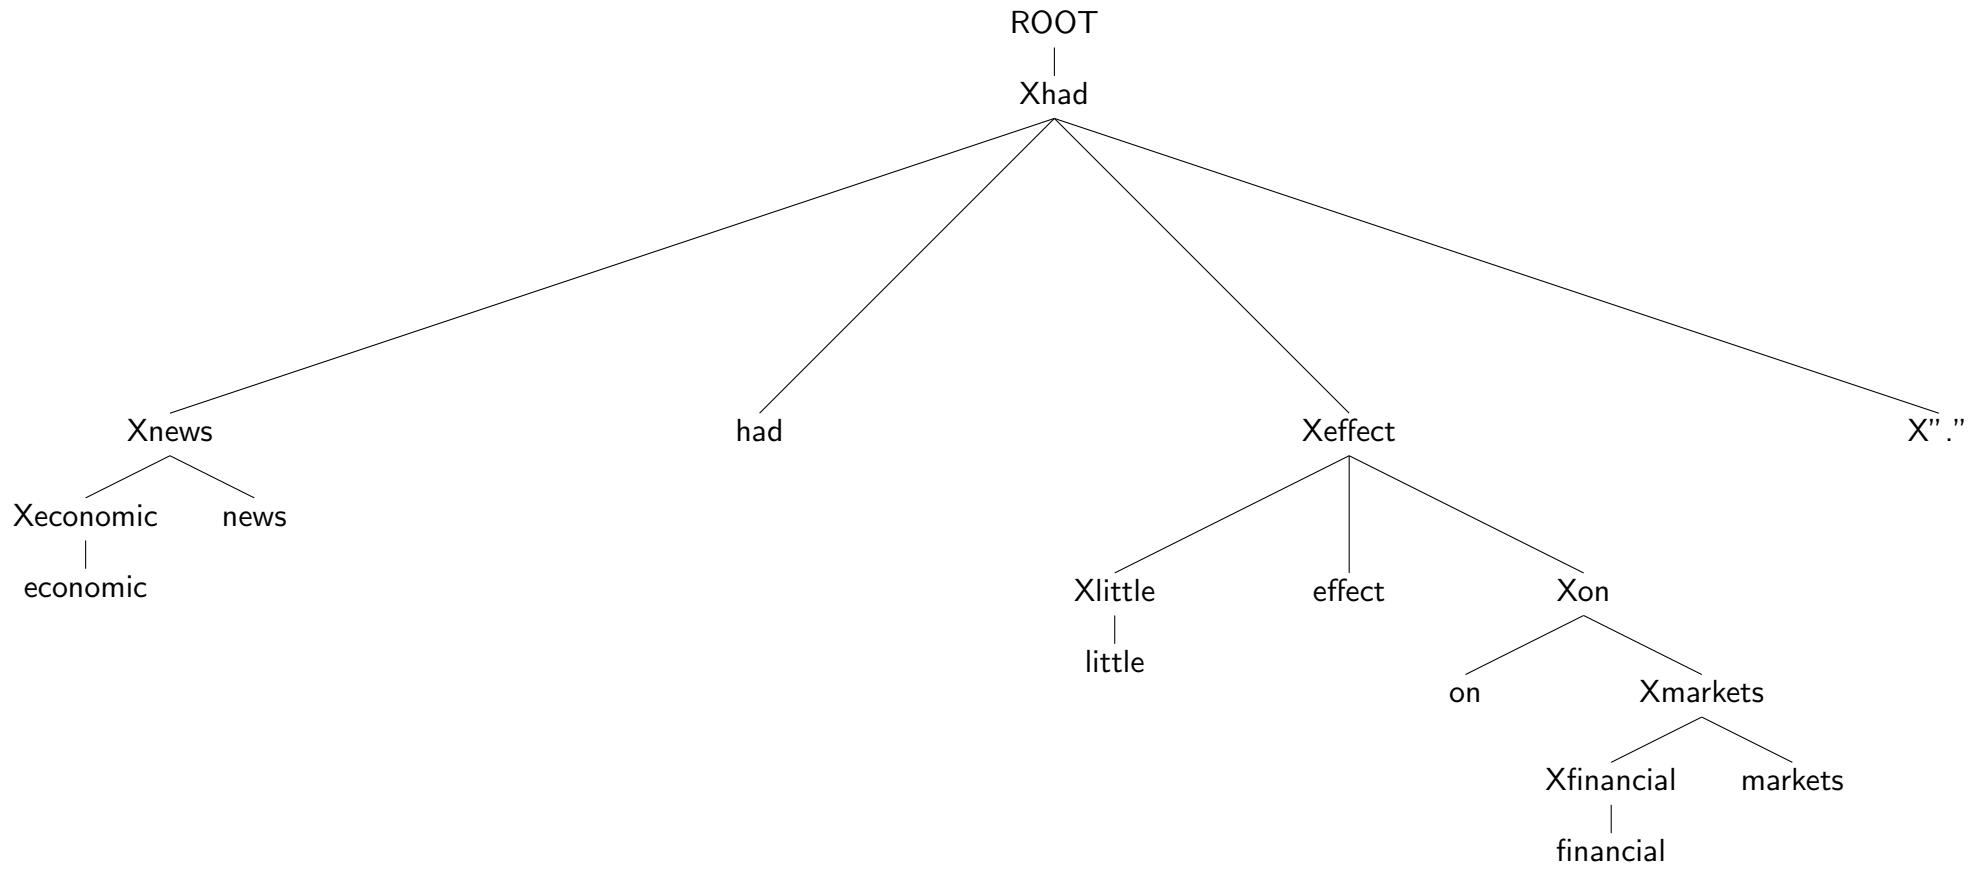 ROOT
Xhad
Xnews had Xeffect X”.”
Xeconomic news
economic
Xlittle effect Xon
little
on Xmarkets
Xfinancial markets
financial